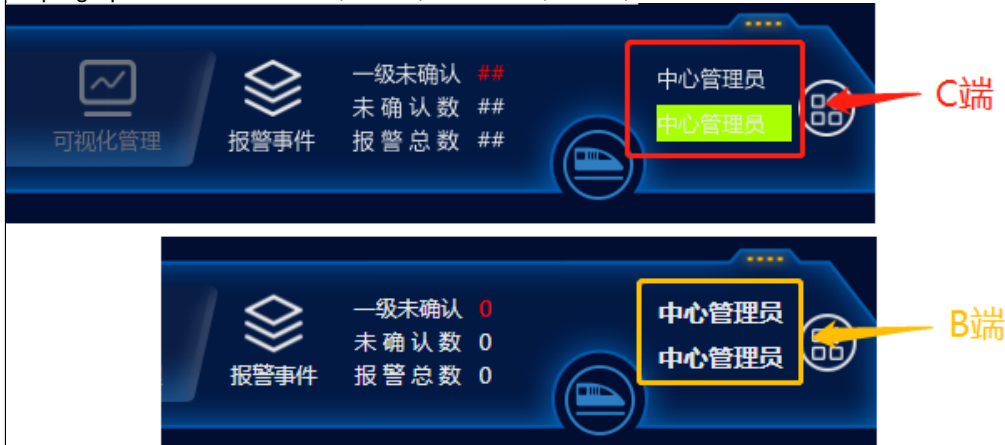 一级未确认 ##
中心管理员
未确认数 ##
中心管理员
C端
可视化管理
报警事件
报警总数 ##
一级未确认 0
中心管理员
B端
未确认数 0
中心管理员
报警事件
报警总数 0